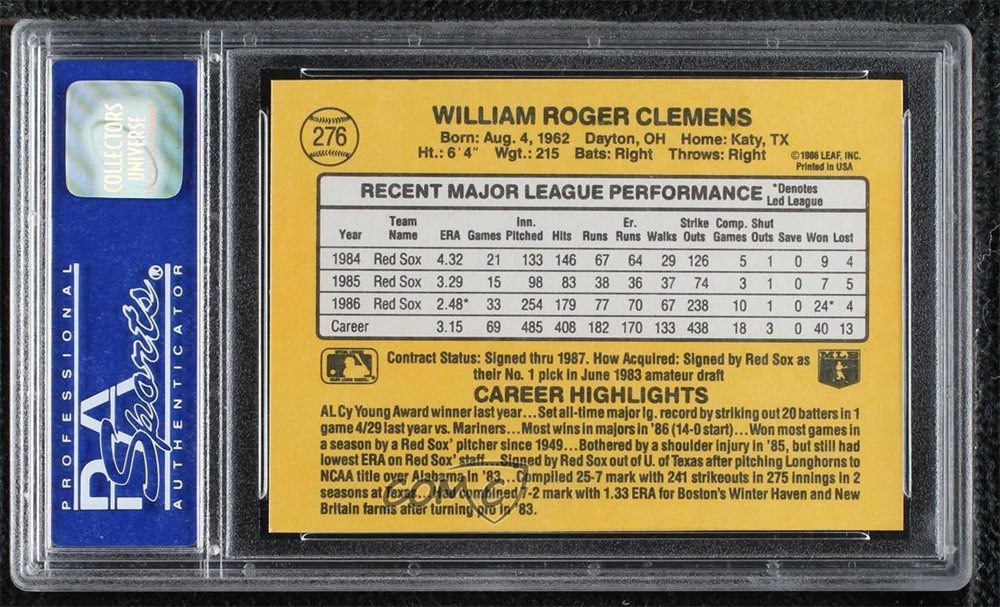 COLLECTORS
UNIVERSE
PROFESSIONAL
PSA
Sports®
AUTHENTICATOR
276
WILLIAM ROGER CLEMENS
Born: Aug. 4, 1962 Dayton, OH Home: Katy, TX
Ht.: 6'4" Wgt.: 215 Bats: Right Throws: Right
©1986 LEAF, INC.
Printed in USA
RECENT MAJOR LEAGUE PERFORMANCE *Denotes Led League
Year Team Name ERA Games Inn. Pitched Hits Runs Er. Runs Walks Strike Outs Comp. Games Shut Outs Save Won Lost
1984 Red Sox 4.32 21 133 146 67 64 29 126 5 1 0 9 4
1985 Red Sox 3.29 15 98 83 38 36 37 74 3 1 0 7 5
1986 Red Sox 2.48* 33 254 179 77 70 67 238 10 1 0 24* 4
Career 3.15 69 485 408 182 170 133 438 18 3 0 40 13
Contract Status: Signed thru 1987. How Acquired: Signed by Red Sox as
their No. 1 pick in June 1983 amateur draft
MLB
CAREER HIGHLIGHTS
AL Cy Young Award winner last year...Set all-time major lg. record by striking out 20 batters in 1
game 4/29 last year vs. Mariners...Most wins in majors in '86 (14-0 start)...Won most games in
a season by a Red Sox' pitcher since 1949...Bothered by a shoulder injury in '85, but still had
lowest ERA on Red Sox' staff...Signed by Red Sox out of U. of Texas after pitching Longhorns to
NCAA title over Alabama in '83...Compiled 25-7 mark with 241 strikeouts in 275 innings in 2
seasons at Texas...Had combined 7-2 mark with 1.33 ERA for Boston's Winter Haven and New
Britain farms after turning pro in '83.
COMC